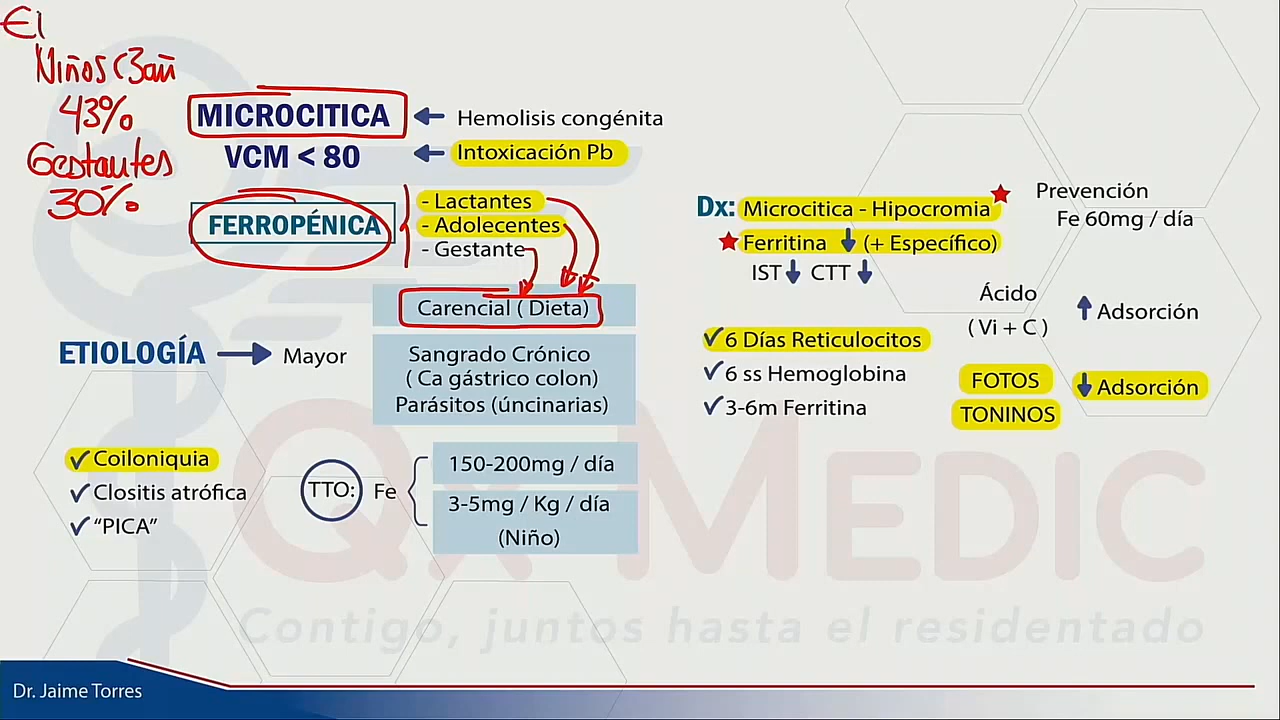 El
Niños <3añ
43%
Gestantes
30%
MICROCITICA
VCM < 80
Hemolisis congénita
Intoxicación Pb
FERROPÉNICA
- Lactantes
- Adolecentes
- Gestante
Carencial ( Dieta)
ETIOLOGÍA
Mayor
Sangrado Crónico
( Ca gástrico colon)
Parásitos (úncinarias)
✓ Coiloniquia
✓ Clositis atrófica
✓ “PICA”
TTO: Fe
150-200mg / día
3-5mg / Kg / día
(Niño)
Dx: Microcitica - Hipocromia
Ferritina ↓ (+ Específico)
IST ↓ CTT ↓
✓ 6 Días Reticulocitos
✓ 6 ss Hemoglobina
✓ 3-6m Ferritina
Prevención
Fe 60mg / día
Ácido
( Vi + C )
↑ Adsorción
FOTOS
TONINOS
↓ Adsorción
Qx MEDIC
Contigo, juntos hasta el residentado
Dr. Jaime Torres